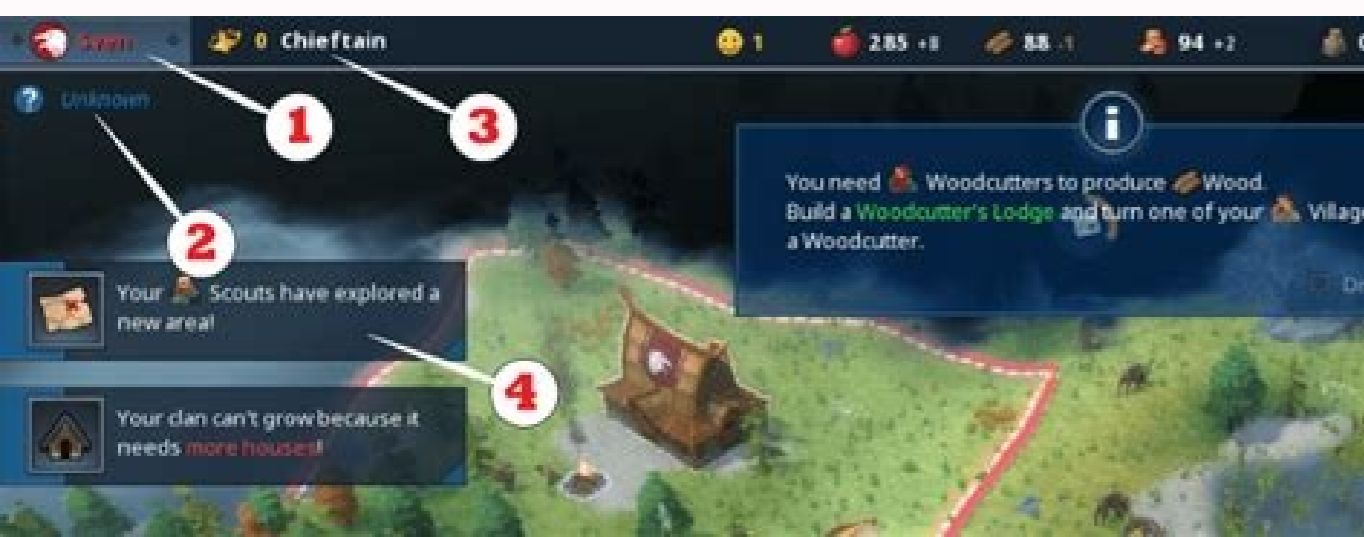 0 Chieftain
1
285 +8
88 -1
94 +2
Unknown
1
3
2
4
You need Woodcutters to produce Wood.
Build a Woodcutter's Lodge and turn one of your Villag
a Woodcutter.
Your Scouts have explored a
new area!
Your clan can't grow because it
needs more houses!